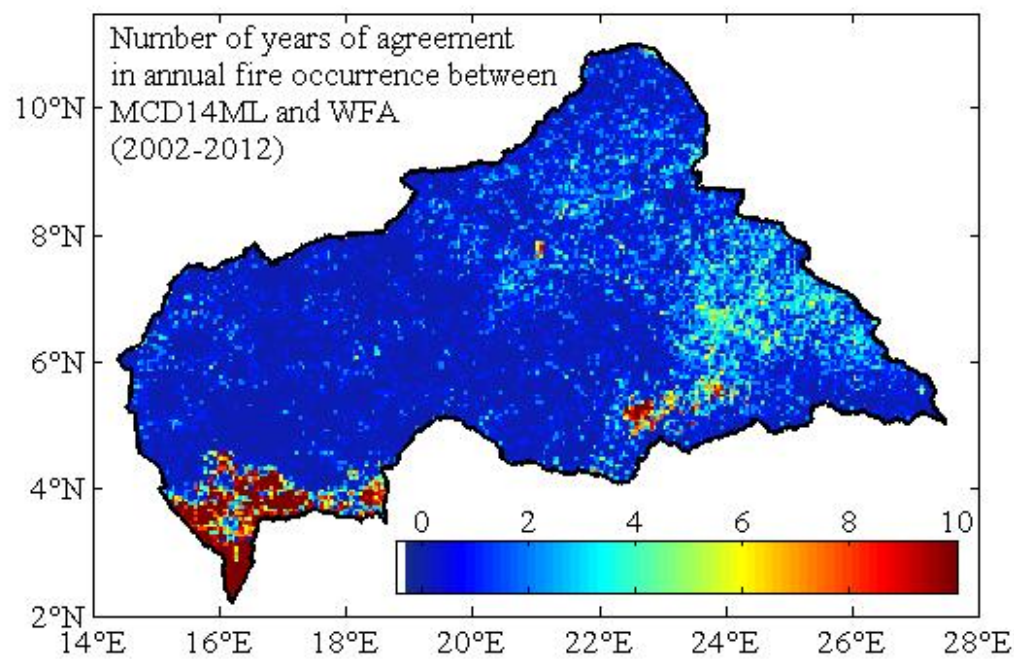 Number of years of agreement
in annual fire occurrence between
MCD14ML and WFA
(2002-2012)
10°N
8°N
6°N
4°N
2°N
0 2 4 6 8 10
14°E 16°E 18°E 20°E 22°E 24°E 26°E 28°E